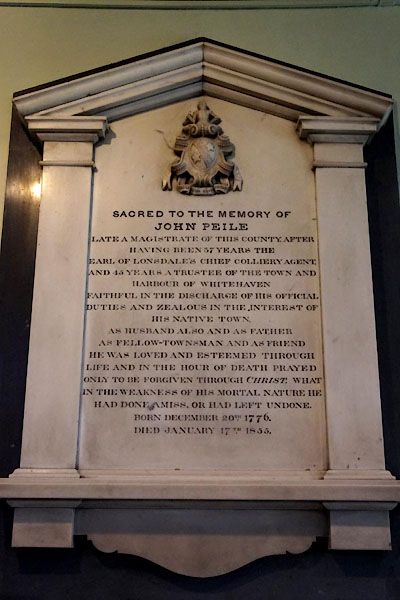 SACRED TO THE MEMORY OF
JOHN PEILE
LATE A MAGISTRATE OF THIS COUNTY, AFTER
HAVING BEEN 57 YEARS THE
EARL OF LONSDALE'S CHIEF COLLIERY AGENT,
AND 45 YEARS A TRUSTEE OF THE TOWN AND
HARBOUR OF WHITEHAVEN
FAITHFUL IN THE DISCHARGE OF HIS OFFICIAL
DUTIES AND ZEALOUS IN THE INTEREST OF
HIS NATIVE TOWN,
AS HUSBAND ALSO AND AS FATHER
AS FELLOW-TOWNSMAN AND AS FRIEND
HE WAS LOVED AND ESTEEMED THROUGH
LIFE AND IN THE HOUR OF DEATH PRAYED
ONLY TO BE FORGIVEN THROUGH CHRIST, WHAT
IN THE WEAKNESS OF HIS MORTAL NATURE HE
HAD DONE AMISS, OR HAD LEFT UNDONE.
BORN DECEMBER 20TH 1776.
DIED JANUARY 17TH 1855.